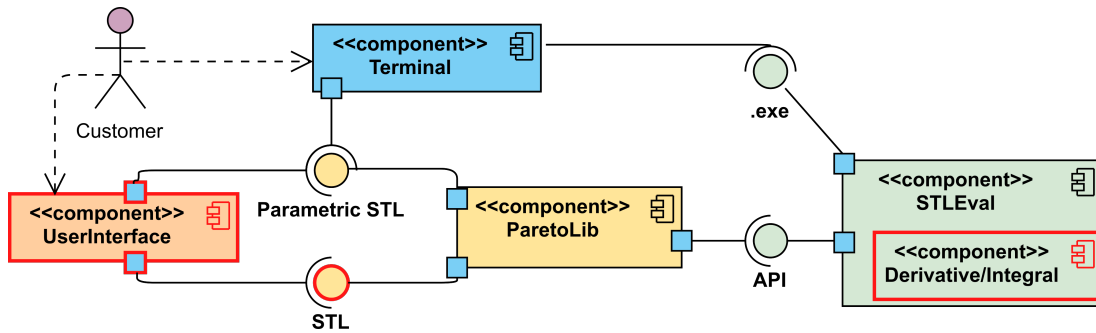 <<component>>
Terminal
.exe
Customer
<<component>>
UserInterface
Parametric STL
<<component>>
ParetoLib
<<component>>
STLEval
<<component>>
Derivative/Integral
API
STL